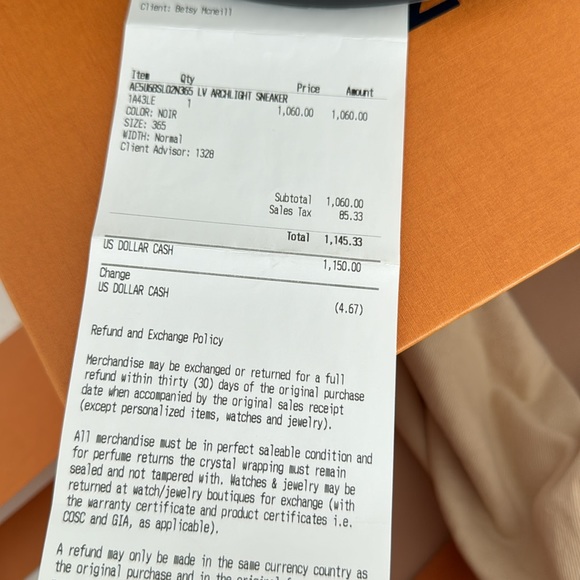 Client: Betsy Mcneill
Item Qty Price Amount
LV ARCHLIGHT SNEAKER
1A43LE 1 1,060.00 1,060.00
COLOR: NOIR
SIZE: 365
WIDTH: Normal
Client Advisor: 1328
Subtotal 1,060.00
Sales Tax 85.33
Total 1,145.33
US DOLLAR CASH 1,150.00
Change
US DOLLAR CASH (4.67)
Refund and Exchange Policy
Merchandise may be exchanged or returned for a full
refund within thirty (30) days of the original purchase
date when accompanied by the original sales receipt
(except personalized items, watches and jewelry).
All merchandise must be in perfect saleable condition and
for perfume returns the crystal wrapping must remain
sealed and not tampered with. Watches & jewelry may be
returned at watch/jewelry boutiques for exchange (with
the warranty certificate and product certificates i.e.
COSC and GIA, as applicable).
A refund may only be made in the same currency country as
the original purchase and in the